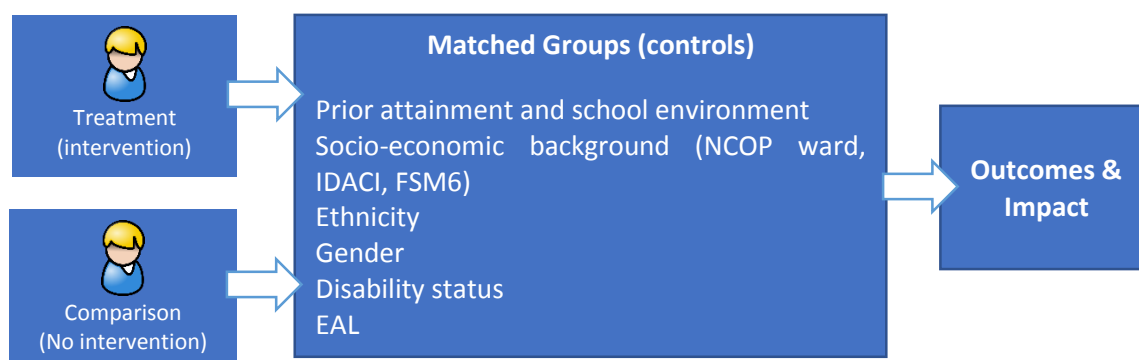 Treatment
(intervention)
Comparison
(No intervention)
Matched Groups (controls)
Prior attainment and school environment
Socio-economic background (NCOP ward,
IDACI, FSM6)
Ethnicity
Gender
Disability status
EAL
Outcomes &
Impact